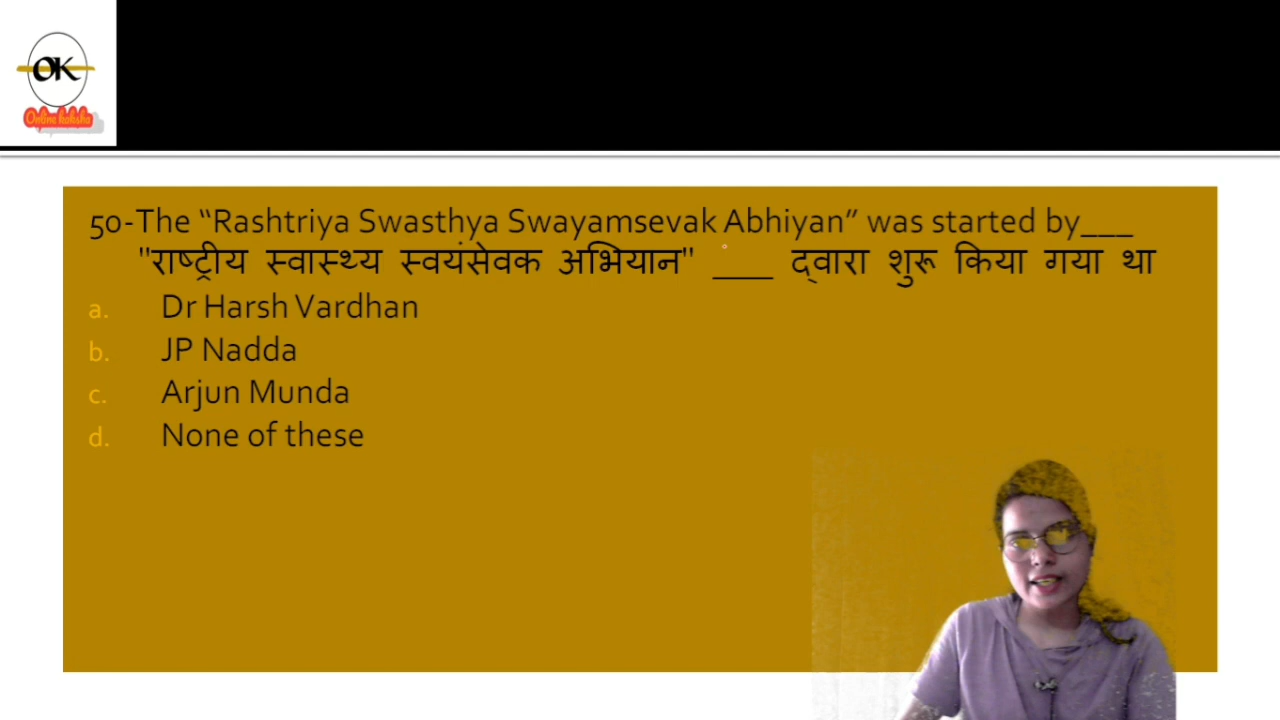 OK
Online kaksha
50-The “Rashtriya Swasthya Swayamsevak Abhiyan” was started by___
"राष्ट्रीय स्वास्थ्य स्वयंसेवक अभियान" ____ द्वारा शुरू किया गया था
a. Dr Harsh Vardhan
b. JP Nadda
c. Arjun Munda
d. None of these